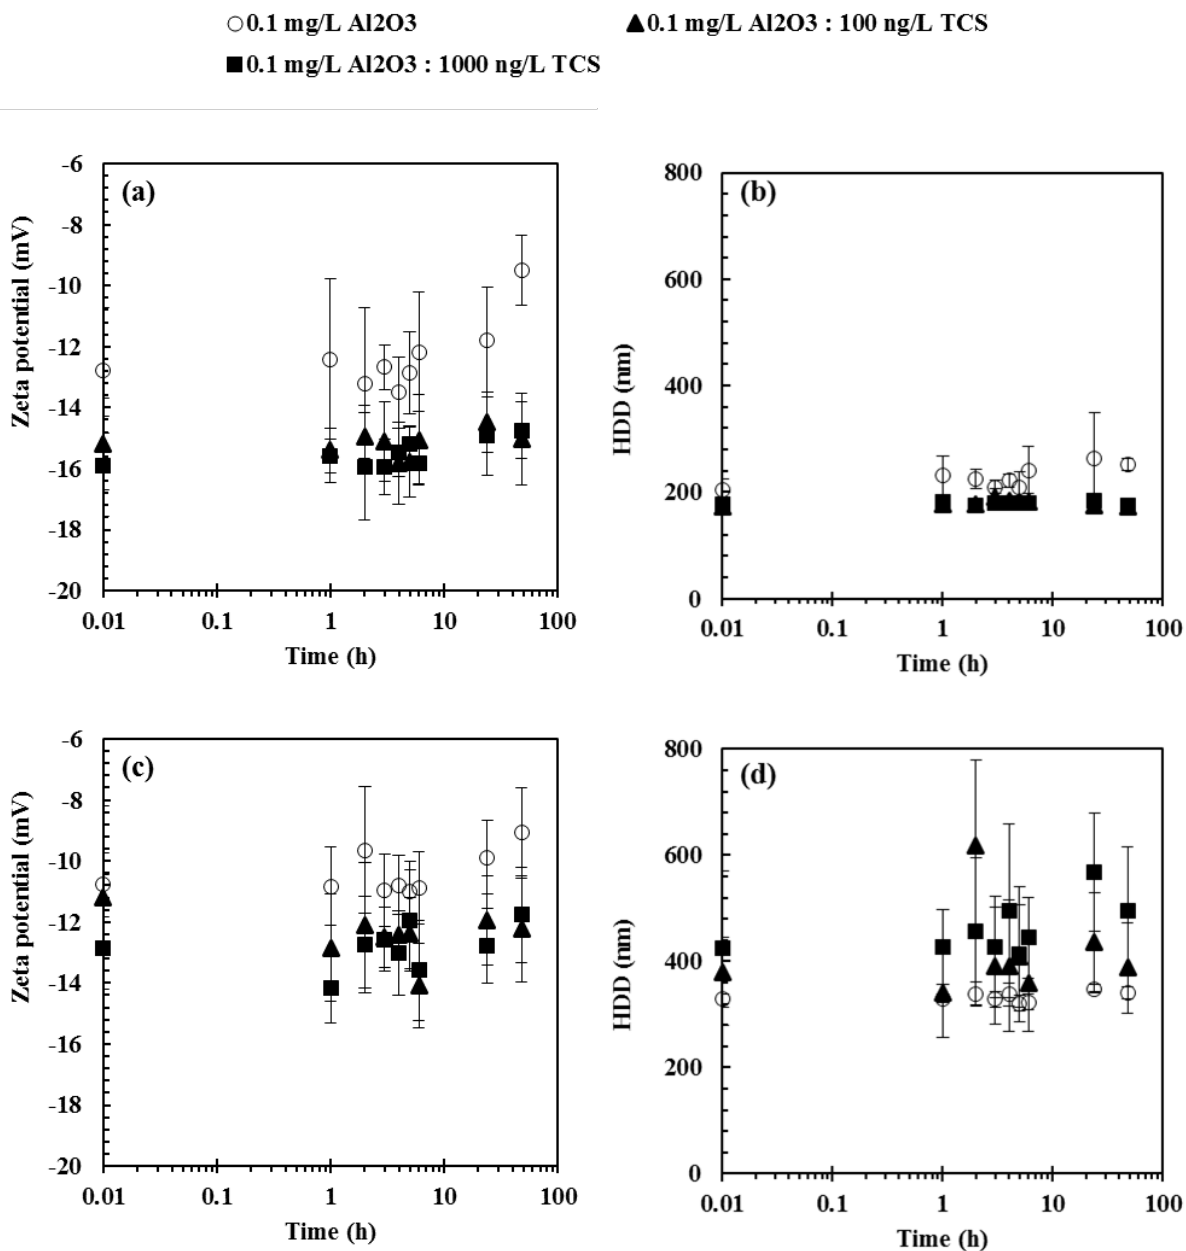 0.1 mg/L Al2O3
0.1 mg/L Al2O3 : 100 ng/L TCS
0.1 mg/L Al2O3 : 1000 ng/L TCS
(a)
Zeta potential (mV)
-6
-8
-10
-12
-14
-16
-18
-20
0.01 0.1 1 10 100
Time (h)
(b)
HDD (nm)
800
600
400
200
0
0.01 0.1 1 10 100
Time (h)
(c)
Zeta potential (mV)
-6
-8
-10
-12
-14
-16
-18
-20
0.01 0.1 1 10 100
Time (h)
(d)
HDD (nm)
800
600
400
200
0
0.01 0.1 1 10 100
Time (h)